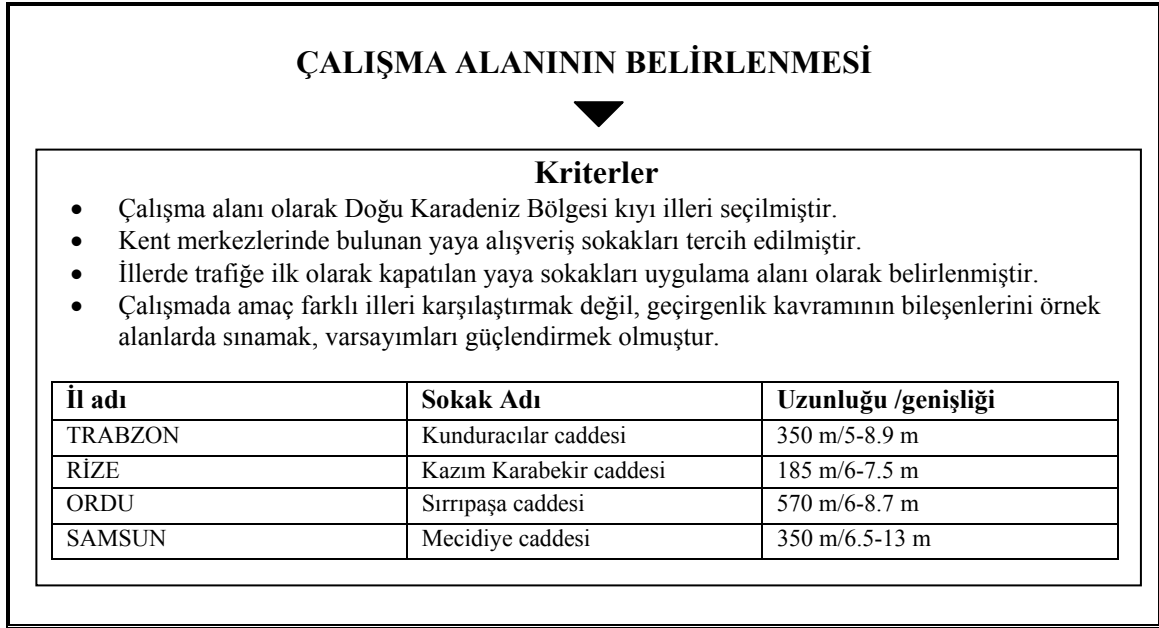 ÇALIŞMA ALANININ BELİRLENMESİ
Kriterler
• Çalışma alanı olarak Doğu Karadeniz Bölgesi kıyı illeri seçilmiştir.
• Kent merkezlerinde bulunan yaya alışveriş sokakları tercih edilmiştir.
• İllerde trafiğe ilk olarak kapatılan yaya sokakları uygulama alanı olarak belirlenmiştir.
• Çalışmada amaç farklı illeri karşılaştırmak değil, geçirgenlik kavramının bileşenlerini örnek
alanlarda sınamak, varsayımları güçlendirmek olmuştur.
İl adı Sokak Adı Uzunluğu /genişliği
TRABZON Kunduracılar caddesi 350 m/5-8.9 m
RİZE Kazım Karabekir caddesi 185 m/6-7.5 m
ORDU Sırrıpaşa caddesi 570 m/6-8.7 m
SAMSUN Mecidiye caddesi 350 m/6.5-13 m